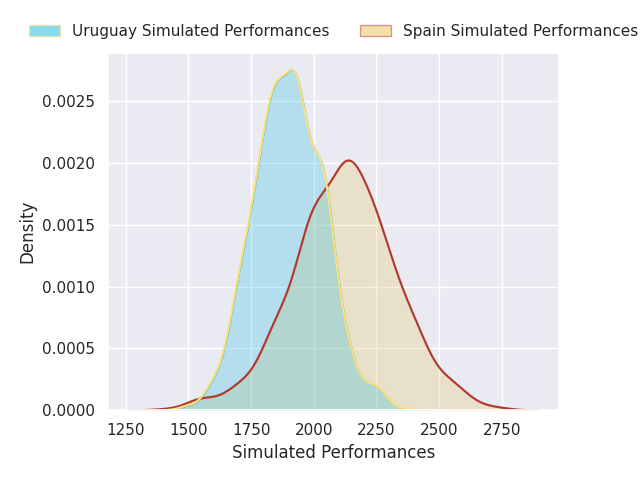 Uruguay Simulated Performances Spain Simulated Performances
0.0025
0.0020
0.0015
0.0010
0.0005
0.0000
Density
1250 1500 1750 2000 2250 2500 2750
Simulated Performances